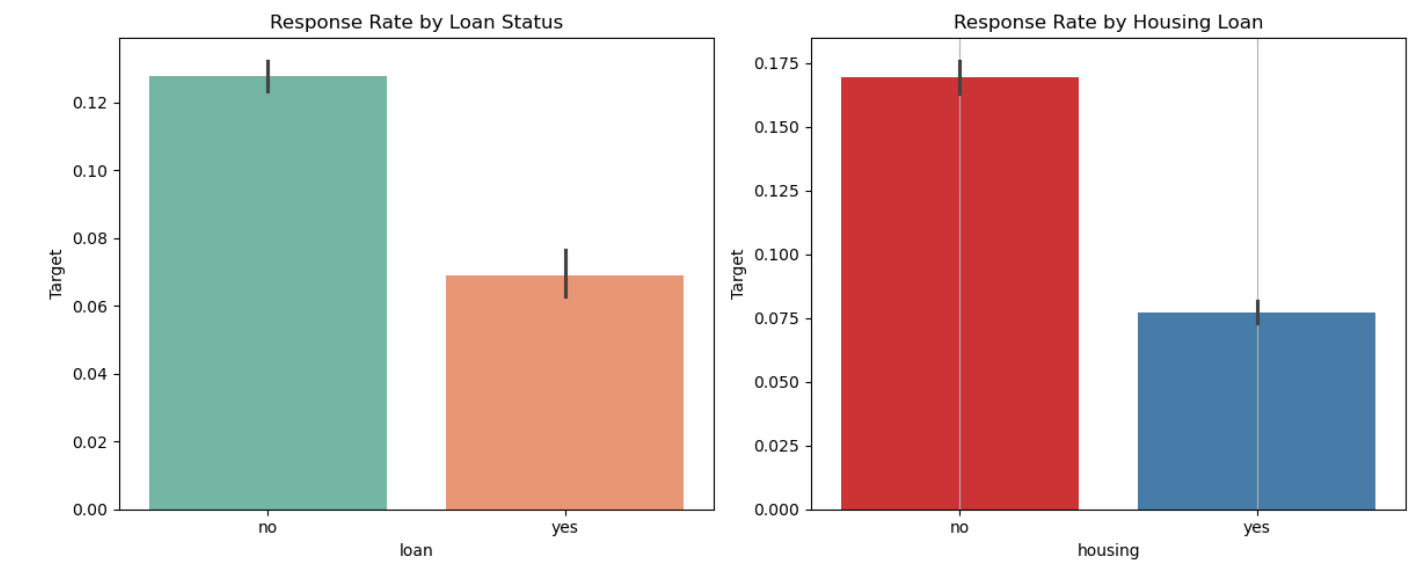 Response Rate by Loan Status
0.12
0.10
0.08
0.06
0.04
0.02
0.00
Target
no
yes
loan
Response Rate by Housing Loan
0.175
0.150
0.125
0.100
0.075
0.050
0.025
0.000
Target
no
yes
housing